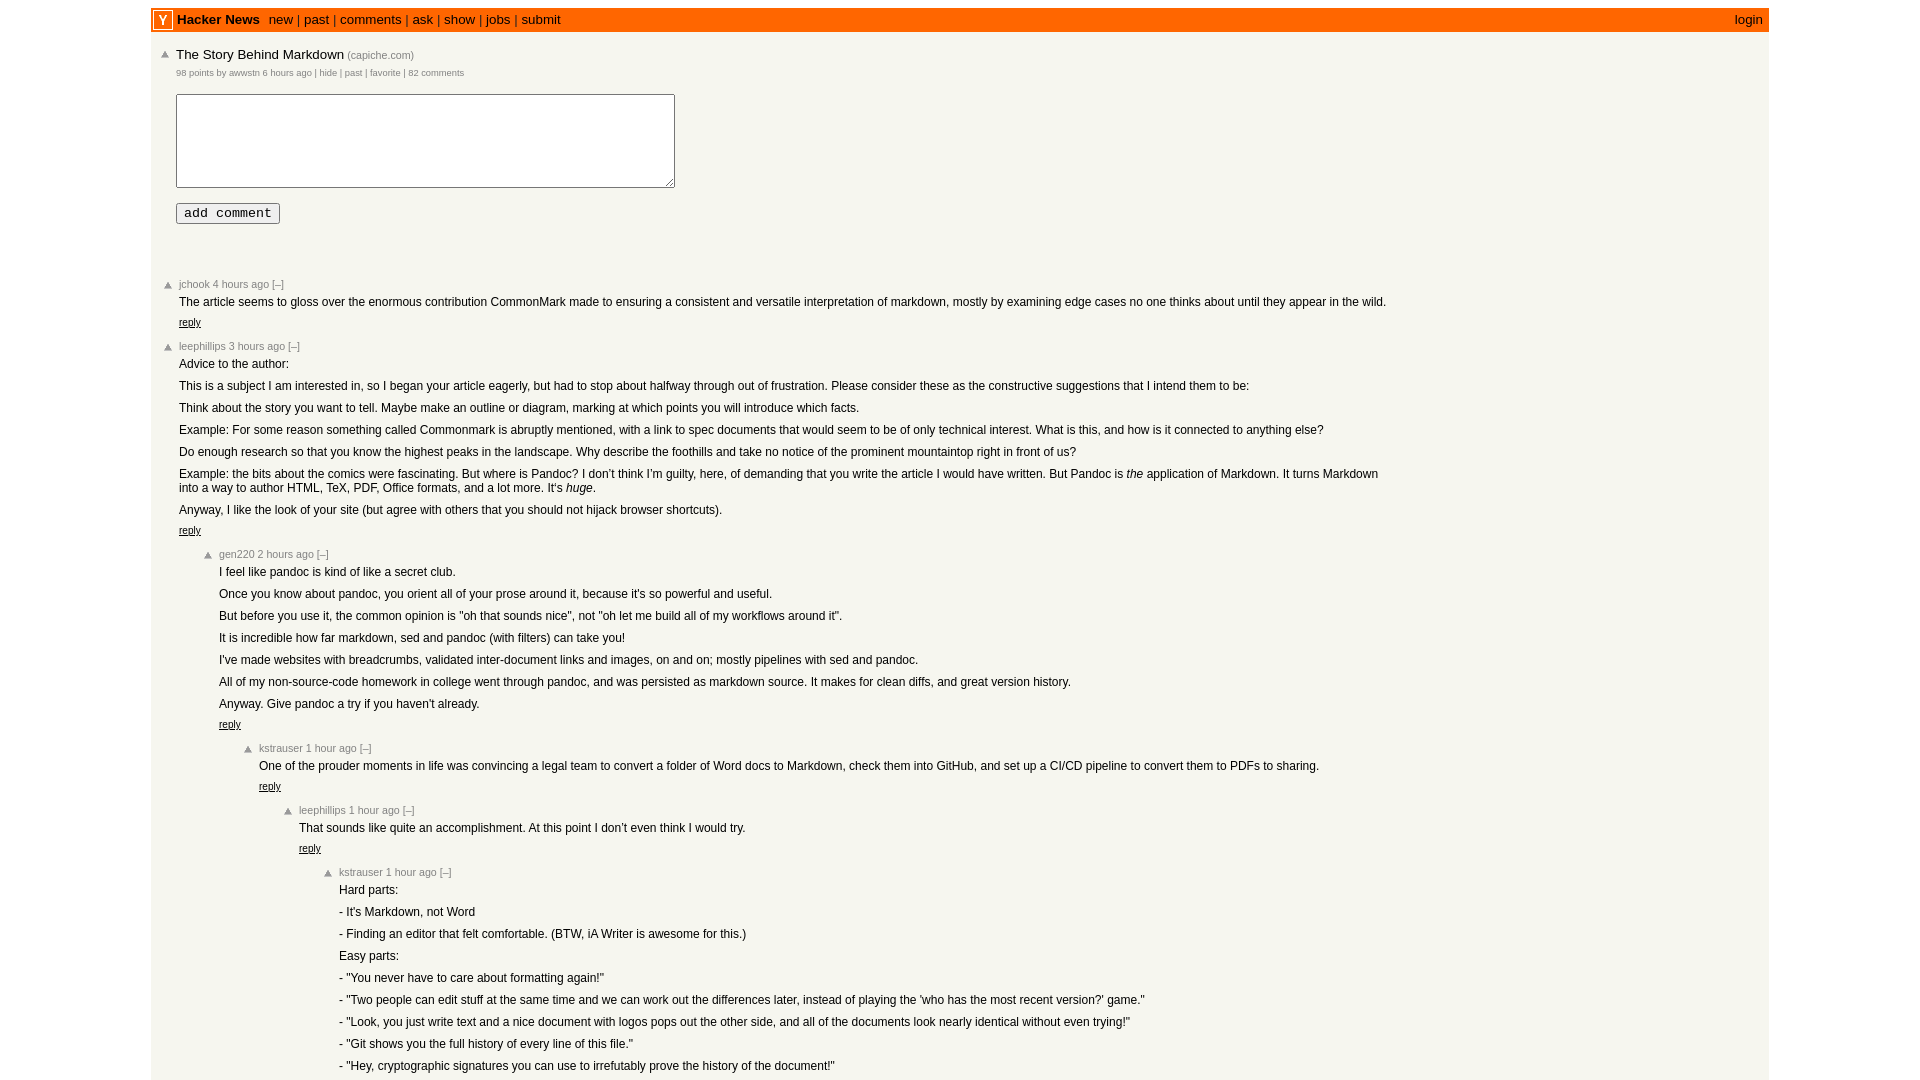 Y Hacker News new | past | comments | ask | show | jobs | submit login
The Story Behind Markdown (capiche.com)
98 points by awwstn 6 hours ago | hide | past | favorite | 82 comments
add comment
jchook 4 hours ago [–]
The article seems to gloss over the enormous contribution CommonMark made to ensuring a consistent and versatile interpretation of markdown, mostly by examining edge cases no one thinks about until they appear in the wild.
reply
leephillips 3 hours ago [–]
Advice to the author:
This is a subject I am interested in, so I began your article eagerly, but had to stop about halfway through out of frustration. Please consider these as the constructive suggestions that I intend them to be:
Think about the story you want to tell. Maybe make an outline or diagram, marking at which points you will introduce which facts.
Example: For some reason something called Commonmark is abruptly mentioned, with a link to spec documents that would seem to be of only technical interest. What is this, and how is it connected to anything else?
Do enough research so that you know the highest peaks in the landscape. Why describe the foothills and take no notice of the prominent mountaintop right in front of us?
Example: the bits about the comics were fascinating. But where is Pandoc? I don’t think I’m guilty, here, of demanding that you write the article I would have written. But Pandoc is the application of Markdown. It turns Markdown
into a way to author HTML, TeX, PDF, Office formats, and a lot more. It‘s huge.
Anyway, I like the look of your site (but agree with others that you should not hijack browser shortcuts).
reply
gen220 2 hours ago [–]
I feel like pandoc is kind of like a secret club.
Once you know about pandoc, you orient all of your prose around it, because it's so powerful and useful.
But before you use it, the common opinion is "oh that sounds nice", not "oh let me build all of my workflows around it".
It is incredible how far markdown, sed and pandoc (with filters) can take you!
I've made websites with breadcrumbs, validated inter-document links and images, on and on; mostly pipelines with sed and pandoc.
All of my non-source-code homework in college went through pandoc, and was persisted as markdown source. It makes for clean diffs, and great version history.
Anyway. Give pandoc a try if you haven't already.
reply
kstrauser 1 hour ago [–]
One of the prouder moments in life was convincing a legal team to convert a folder of Word docs to Markdown, check them into GitHub, and set up a CI/CD pipeline to convert them to PDFs to sharing.
reply
leephillips 1 hour ago [–]
That sounds like quite an accomplishment. At this point I don’t even think I would try.
reply
kstrauser 1 hour ago [–]
Hard parts:
- It's Markdown, not Word
- Finding an editor that felt comfortable. (BTW, iA Writer is awesome for this.)
Easy parts:
- "You never have to care about formatting again!"
- "Two people can edit stuff at the same time and we can work out the differences later, instead of playing the 'who has the most recent version?' game."
- "Look, you just write text and a nice document with logos pops out the other side, and all of the documents look nearly identical without even trying!"
- "Git shows you the full history of every line of this file."
- "Hey, cryptographic signatures you can use to irrefutably prove the history of the document!"